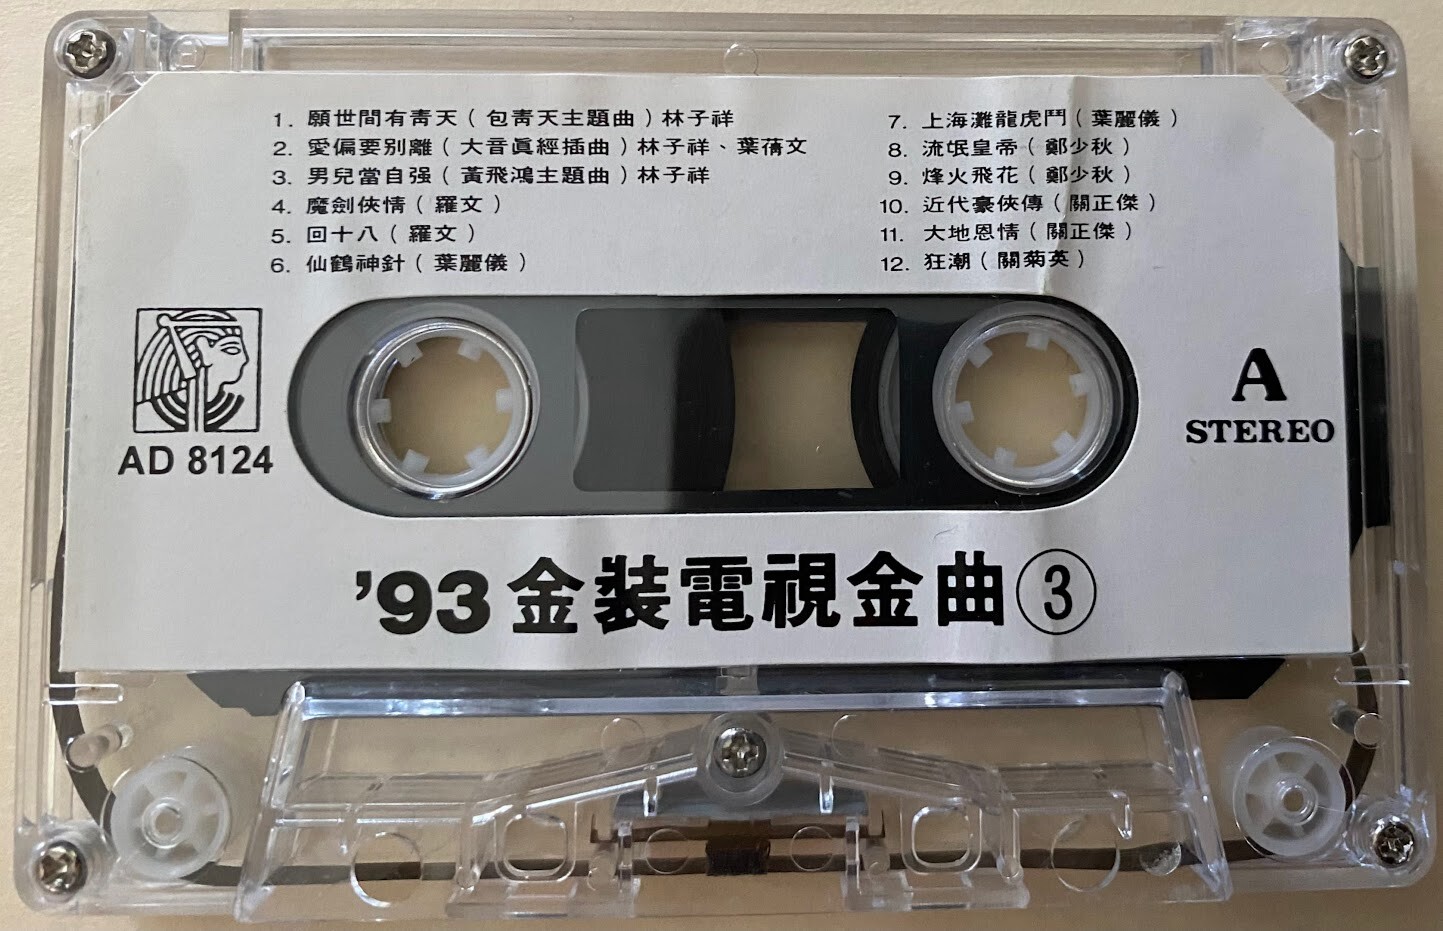 1. 願世間有靑天（包靑天主題曲）林子祥
2. 愛偏要別離（大音眞經插曲）林子祥、葉蒨文
3. 男兒當自强（黃飛鴻主題曲）林子祥
4. 魔劍俠情（羅文）
5. 回十八（羅文）
6. 仙鶴神針（葉麗儀）
7. 上海灘龍虎鬥（葉麗儀）
8. 流氓皇帝（鄭少秋）
9. 烽火飛花（鄭少秋）
10. 近代豪俠傳（關正傑）
11. 大地恩情（關正傑）
12. 狂潮（關菊英）
AD 8124
A
STEREO
'93金裝電視金曲③